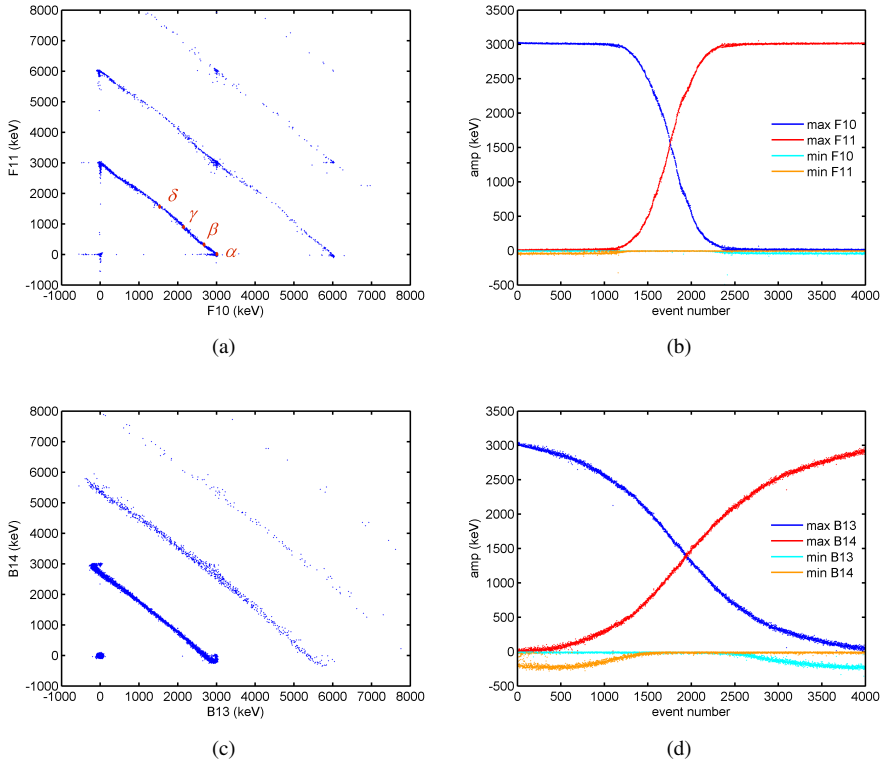 8000
7000
6000
5000
4000
3000
2000
1000
0
-1000
F11 (keV)
δ
γ
β
α
-1000 0 1000 2000 3000 4000 5000 6000 7000 8000
F10 (keV)
(a)
3500
3000
2500
2000
1500
1000
500
0
-500
amp (keV)
max F10
max F11
min F10
min F11
0 500 1000 1500 2000 2500 3000 3500 4000
event number
(b)
8000
7000
6000
5000
4000
3000
2000
1000
0
-1000
B14 (keV)
-1000 0 1000 2000 3000 4000 5000 6000 7000 8000
B13 (keV)
(c)
3500
3000
2500
2000
1500
1000
500
0
-500
amp (keV)
max B13
max B14
min B13
min B14
0 500 1000 1500 2000 2500 3000 3500 4000
event number
(d)